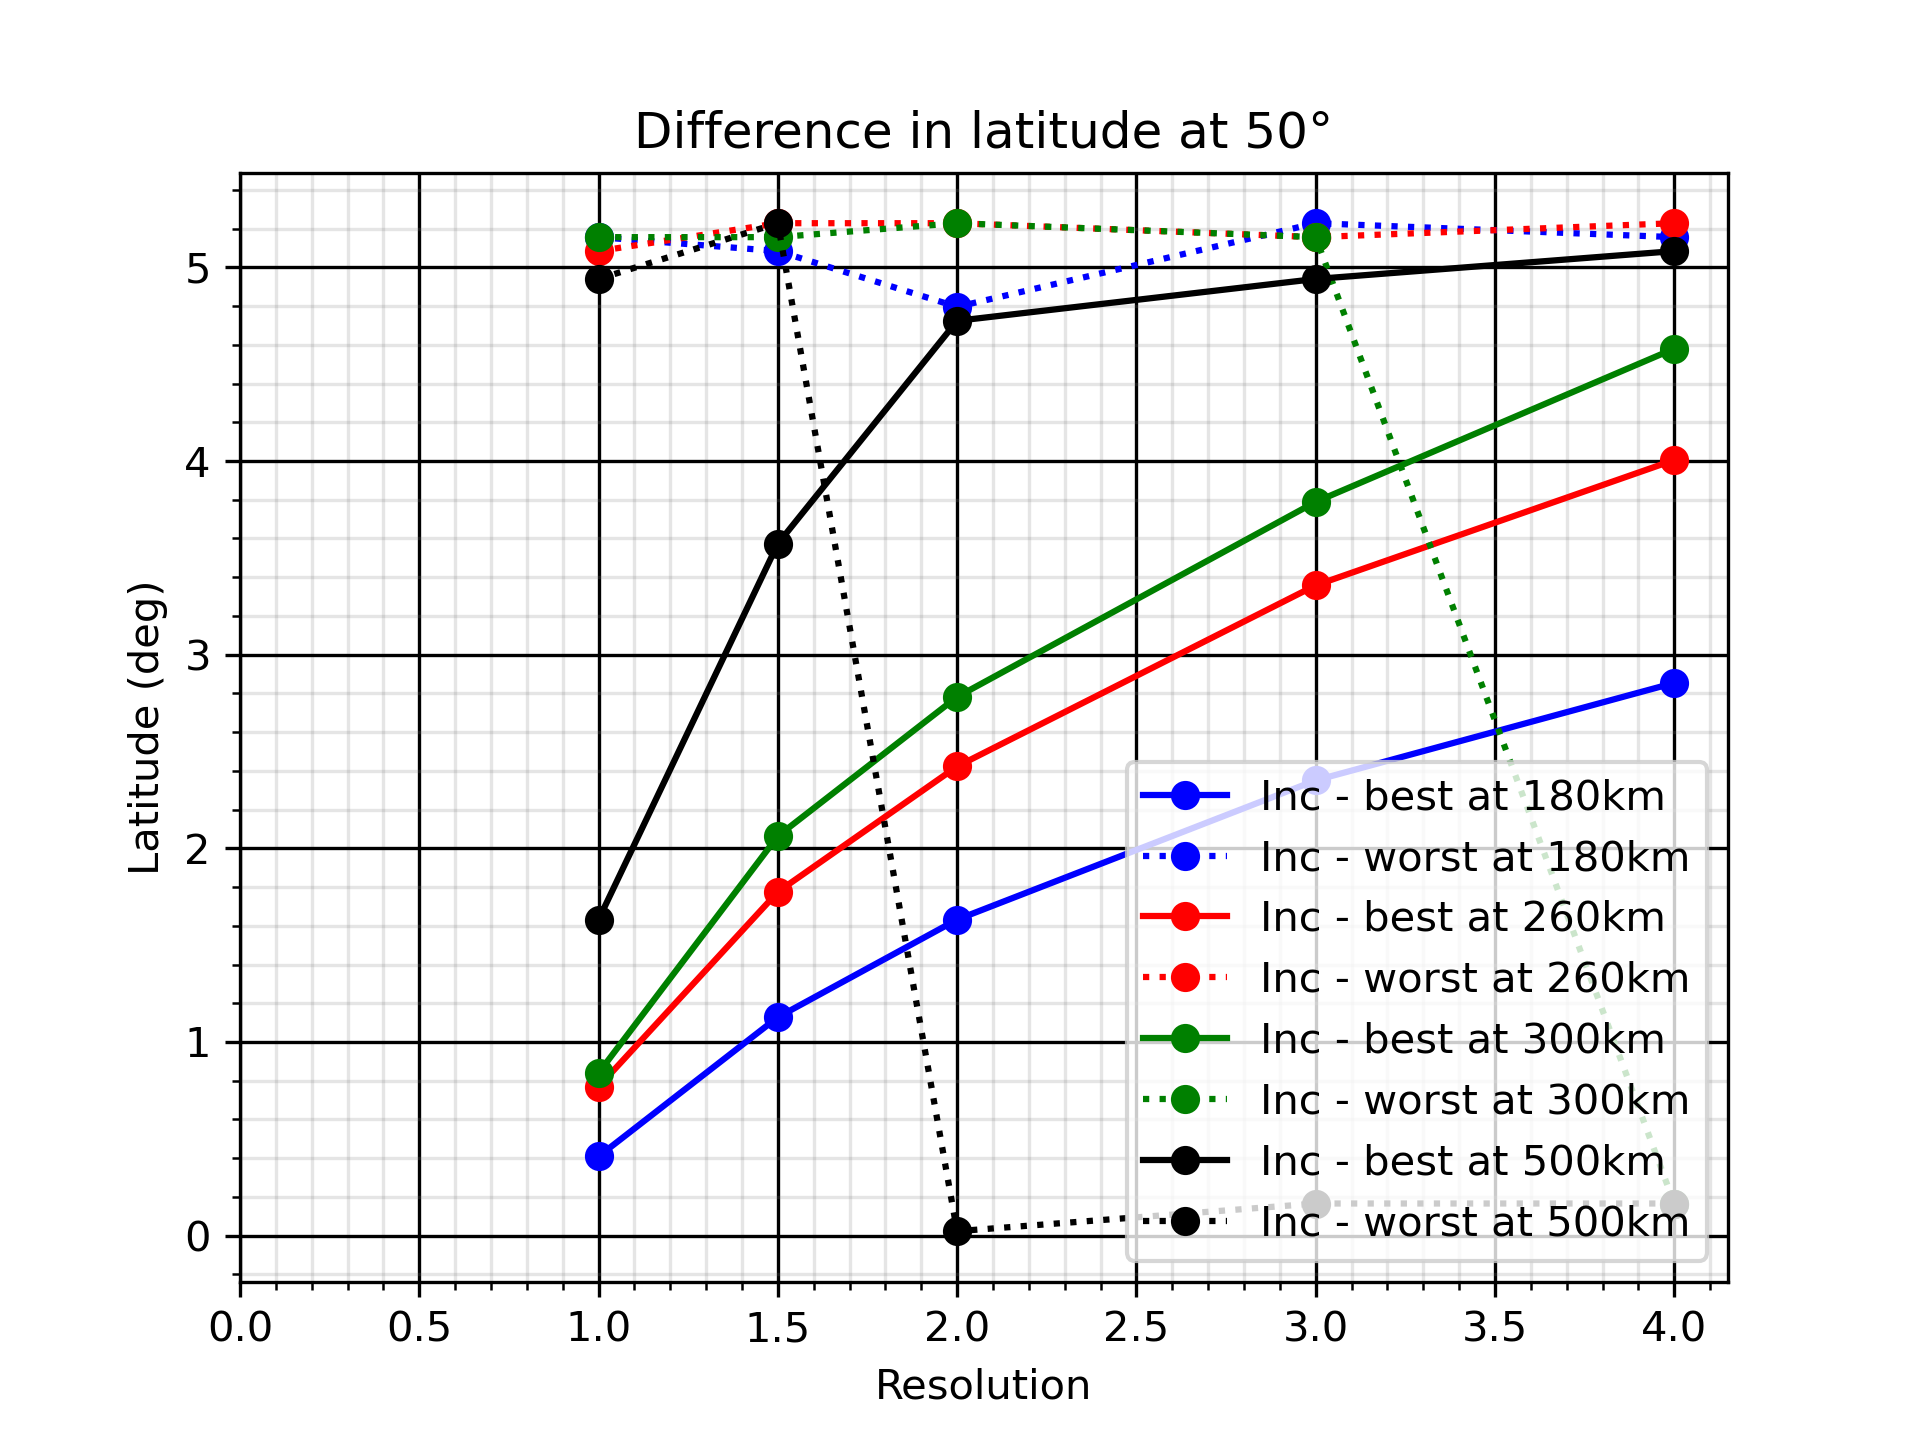 Difference in latitude at 50°
Latitude (deg)
5
4
3
2
1
0
Inc - best at 180km
Inc - worst at 180km
Inc - best at 260km
Inc - worst at 260km
Inc - best at 300km
Inc - worst at 300km
Inc - best at 500km
Inc - worst at 500km
0.0 0.5 1.0 1.5 2.0 2.5 3.0 3.5 4.0
Resolution